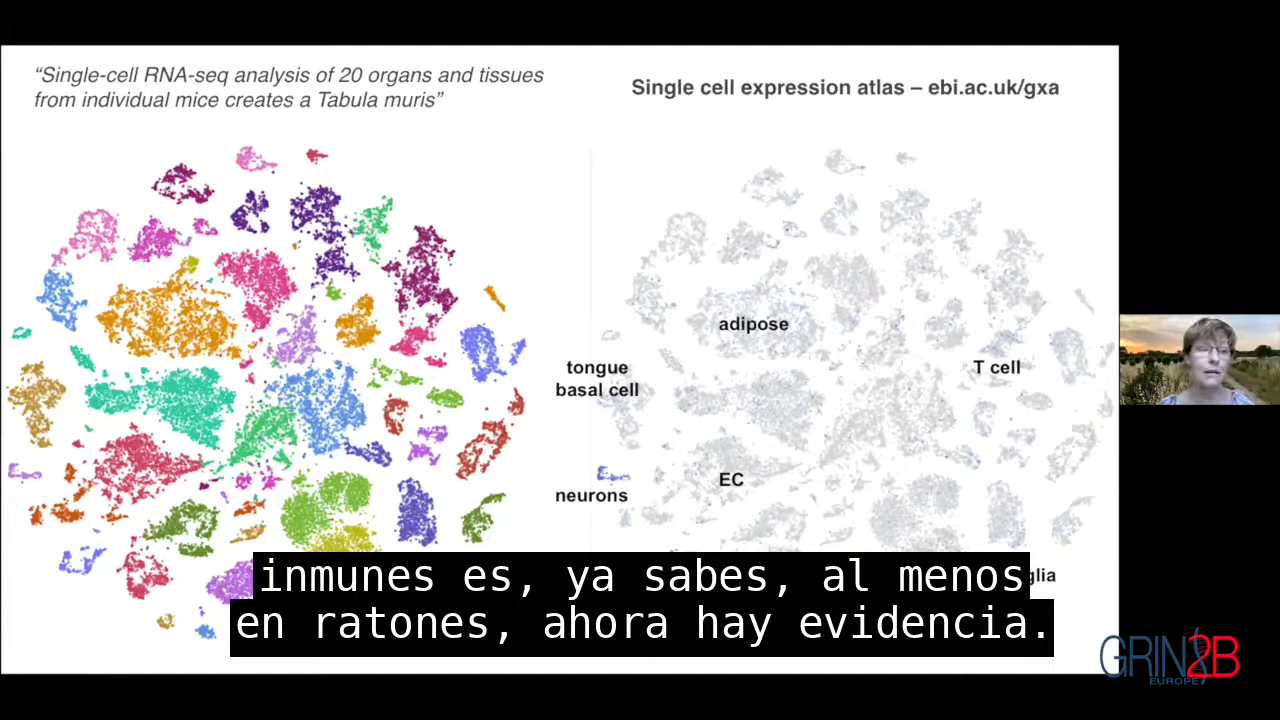 “Single-cell RNA-seq analysis of 20 organs and tissues
from individual mice creates a Tabula muris”
Single cell expression atlas – ebi.ac.uk/gxa
adipose
tongue
basal cell
T cell
EC
neurons
glia
inmunes es, ya sabes, al menos
en ratones, ahora hay evidencia.
GRIN2B
EUROPE